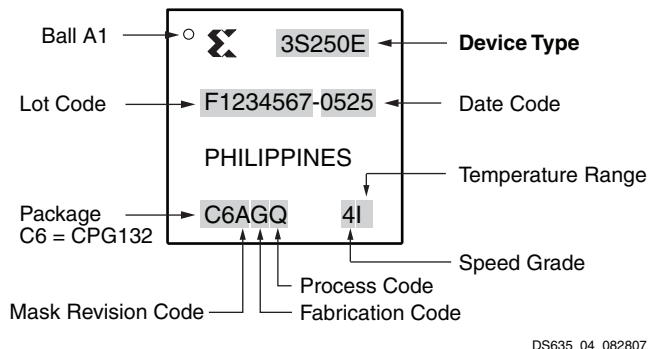 Ball A1
3S250E
Device Type
Lot Code
F1234567-0525
Date Code
PHILIPPINES
Temperature Range
Package
C6 = CPG132
C6AGQ
4I
Speed Grade
Process Code
Mask Revision Code
Fabrication Code
DS635_04_082807